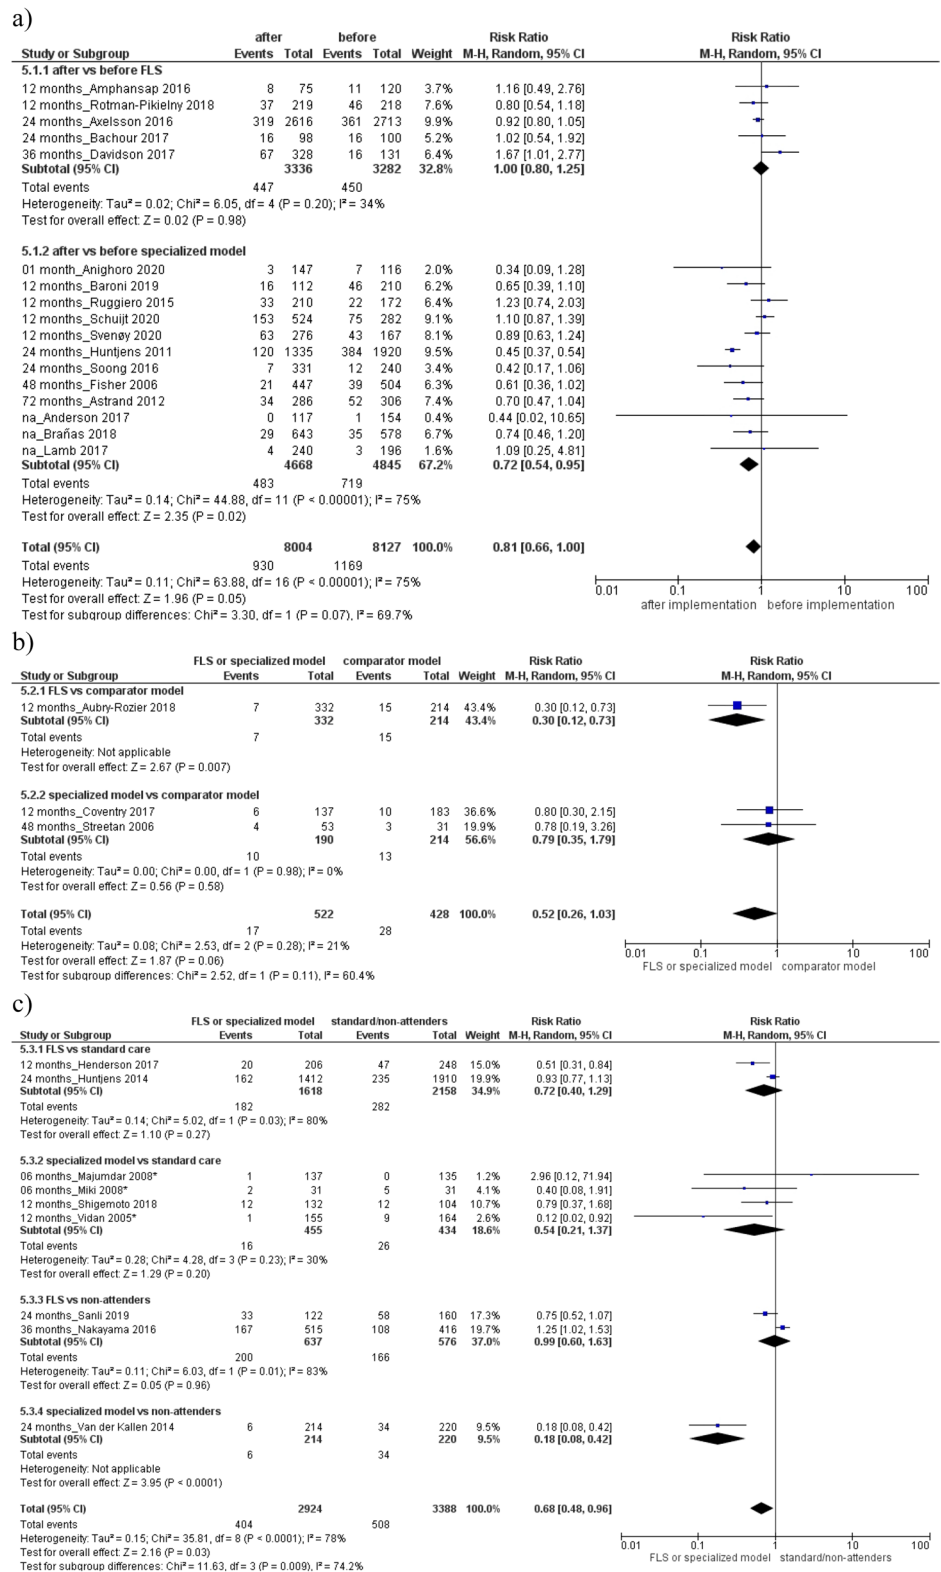 a)
after before Risk Ratio Risk Ratio
Study or Subgroup Events Total Events Total Weight M-H, Random, 95% CI M-H, Random, 95% CI
5.1.1 after vs before FLS
12 months_Amphansap 2016 8 75 11 120 3.7% 1.16 [0.49, 2.76]
12 months_Rotman-Pikielny 2018 37 219 46 218 7.6% 0.80 [0.54, 1.18]
24 months_Axelsson 2016 319 2616 361 2713 9.9% 0.92 [0.80, 1.05]
24 months_Bachour 2017 16 98 16 100 5.2% 1.02 [0.54, 1.92]
36 months_Davidson 2017 67 328 16 131 6.4% 1.67 [1.01, 2.77]
Subtotal (95% CI) 3336 3282 32.8% 1.00 [0.80, 1.25]
Total events 447 450
Heterogeneity: Tau² = 0.02; Chi² = 6.05, df = 4 (P = 0.20); I² = 34%
Test for overall effect: Z = 0.02 (P = 0.98)
5.1.2 after vs before specialized model
01 month_Anighoro 2020 3 147 7 116 2.0% 0.34 [0.09, 1.28]
12 months_Baroni 2019 16 112 46 210 6.2% 0.65 [0.39, 1.10]
12 months_Ruggiero 2015 33 210 22 172 6.4% 1.23 [0.74, 2.03]
12 months_Schuijt 2020 153 524 75 282 9.1% 1.10 [0.87, 1.39]
12 months_Svenøy 2020 63 276 43 167 8.1% 0.89 [0.63, 1.24]
24 months_Huntjens 2011 120 1335 384 1920 9.5% 0.45 [0.37, 0.54]
24 months_Soong 2016 7 331 12 240 3.4% 0.42 [0.17, 1.06]
48 months_Fisher 2006 21 447 39 504 6.3% 0.61 [0.36, 1.02]
72 months_Astrand 2012 34 286 52 306 7.2% 0.70 [0.47, 1.04]
na_Anderson 2017 0 117 1 154 0.4% 0.44 [0.02, 10.65]
na_Brañas 2018 29 643 35 578 7.1% 0.74 [0.46, 1.20]
na_Lamb 2017 4 240 3 196 1.6% 1.09 [0.25, 4.81]
Subtotal (95% CI) 4668 4845 67.2% 0.72 [0.54, 0.95]
Total events 483 719
Heterogeneity: Tau² = 0.14; Chi² = 44.88, df = 11 (P < 0.00001); I² = 75%
Test for overall effect: Z = 2.35 (P = 0.02)
Total (95% CI) 8004 8127 100.0% 0.81 [0.66, 1.00]
Total events 930 1169
Heterogeneity: Tau² = 0.11; Chi² = 63.88, df = 16 (P < 0.00001); I² = 75%
Test for overall effect: Z = 1.96 (P = 0.05)
Test for subgroup differences: Chi² = 3.30, df = 1 (P = 0.07), I² = 69.7%
0.01 0.1 1 10 100
after implementation before implementation
b)
FLS or specialized model comparator model Risk Ratio Risk Ratio
Study or Subgroup Events Total Events Total Weight M-H, Random, 95% CI M-H, Random, 95% CI
5.2.1 FLS vs comparator model
12 months_Aubry-Rozier 2018 7 332 15 214 43.4% 0.30 [0.12, 0.73]
Subtotal (95% CI) 332 214 43.4% 0.30 [0.12, 0.73]
Total events 7 15
Heterogeneity: Not applicable
Test for overall effect: Z = 2.67 (P = 0.007)
5.2.2 specialized model vs comparator model
12 months_Coventry 2017 6 137 10 183 36.6% 0.80 [0.30, 2.15]
48 months_Streetan 2006 4 53 3 31 19.9% 0.78 [0.19, 3.26]
Subtotal (95% CI) 190 214 56.6% 0.79 [0.35, 1.79]
Total events 10 13
Heterogeneity: Tau² = 0.00; Chi² = 0.00, df = 1 (P = 0.98); I² = 0%
Test for overall effect: Z = 0.56 (P = 0.58)
Total (95% CI) 522 428 100.0% 0.52 [0.26, 1.03]
Total events 17 28
Heterogeneity: Tau² = 0.08; Chi² = 2.53, df = 2 (P = 0.28); I² = 21%
Test for overall effect: Z = 1.87 (P = 0.06)
Test for subgroup differences: Chi² = 2.52, df = 1 (P = 0.11), I² = 60.4%
0.01 0.1 1 10 100
FLS or specialized model comparator model
c)
FLS or specialized model standard/non-attenders Risk Ratio Risk Ratio
Study or Subgroup Events Total Events Total Weight M-H, Random, 95% CI M-H, Random, 95% CI
5.3.1 FLS vs standard care
12 months_Henderson 2017 20 206 47 248 15.0% 0.51 [0.31, 0.84]
24 months_Huntjens 2014 162 1412 235 1910 19.9% 0.93 [0.77, 1.13]
Subtotal (95% CI) 1618 2158 34.9% 0.72 [0.40, 1.29]
Total events 182 282
Heterogeneity: Tau² = 0.14; Chi² = 5.02, df = 1 (P = 0.03); I² = 80%
Test for overall effect: Z = 1.10 (P = 0.27)
5.3.2 specialized model vs standard care
06 months_Majumdar 2008* 1 137 0 135 1.2% 2.96 [0.12, 71.94]
06 months_Miki 2008* 2 31 5 31 4.1% 0.40 [0.08, 1.91]
12 months_Shigemoto 2018 12 132 12 104 10.7% 0.79 [0.37, 1.68]
12 months_Vidan 2005* 1 155 9 164 2.6% 0.12 [0.02, 0.92]
Subtotal (95% CI) 455 434 18.6% 0.54 [0.21, 1.37]
Total events 16 26
Heterogeneity: Tau² = 0.28; Chi² = 4.28, df = 3 (P = 0.23); I² = 30%
Test for overall effect: Z = 1.29 (P = 0.20)
5.3.3 FLS vs non-attenders
24 months_Sanli 2019 33 122 58 160 17.3% 0.75 [0.52, 1.07]
36 months_Nakayama 2016 167 515 108 416 19.7% 1.25 [1.02, 1.53]
Subtotal (95% CI) 637 576 37.0% 0.99 [0.60, 1.63]
Total events 200 166
Heterogeneity: Tau² = 0.11; Chi² = 6.03, df = 1 (P = 0.01); I² = 83%
Test for overall effect: Z = 0.05 (P = 0.96)
5.3.4 specialized model vs non-attenders
24 months_Van der Kallen 2014 6 214 34 220 9.5% 0.18 [0.08, 0.42]
Subtotal (95% CI) 214 220 9.5% 0.18 [0.08, 0.42]
Total events 6 34
Heterogeneity: Not applicable
Test for overall effect: Z = 3.95 (P < 0.0001)
Total (95% CI) 2924 3388 100.0% 0.68 [0.48, 0.96]
Total events 404 508
Heterogeneity: Tau² = 0.15; Chi² = 35.81, df = 8 (P < 0.0001); I² = 78%
Test for overall effect: Z = 2.16 (P = 0.03)
Test for subgroup differences: Chi² = 11.63, df = 3 (P = 0.009), I² = 74.2%
0.01 0.1 1 10 100
FLS or specialized model standard/non-attenders